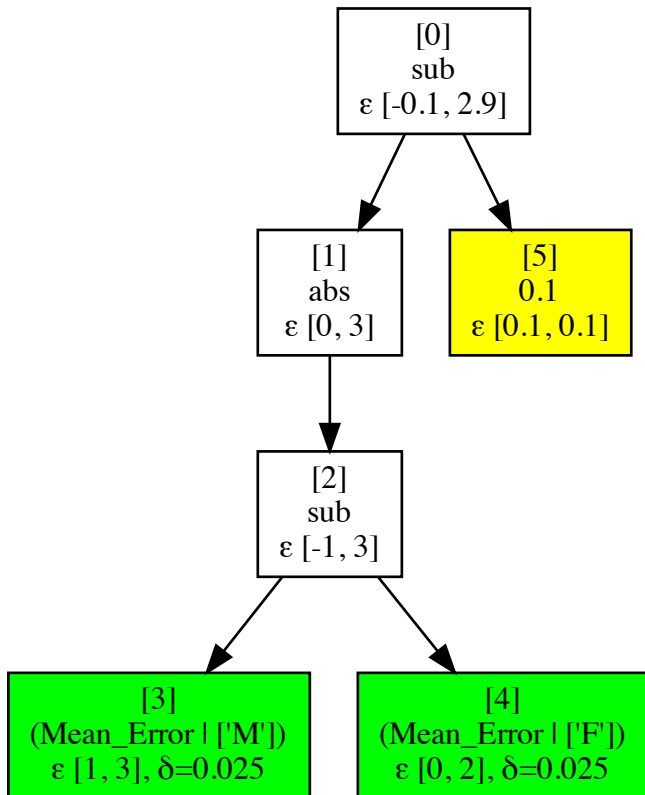 [0]
sub
ε [-0.1, 2.9]
[1]
abs
ε [0, 3]
[5]
0.1
ε [0.1, 0.1]
[2]
sub
ε [-1, 3]
[3]
(Mean_Error | ['M'])
ε [1, 3], δ=0.025
[4]
(Mean_Error | ['F'])
ε [0, 2], δ=0.025